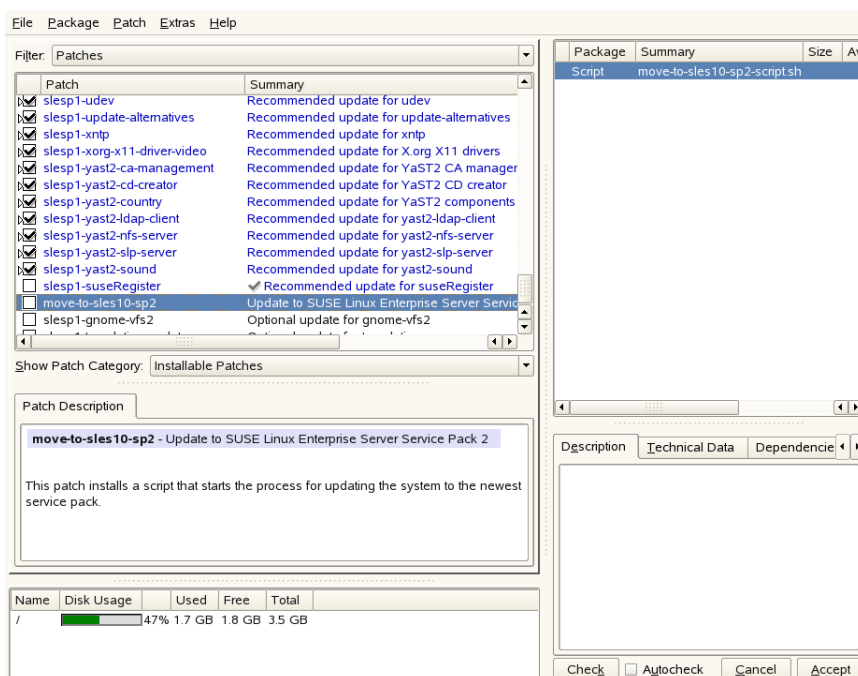 File Package Patch Extras Help
Filter: Patches
Patch Summary
slesp1-udev Recommended update for udev
slesp1-update-alternatives Recommended update for update-alternatives
slesp1-xntp Recommended update for xntp
slesp1-xorg-x11-driver-video Recommended update for X.org X11 drivers
slesp1-yast2-ca-management Recommended update for YaST2 CA manager
slesp1-yast2-cd-creator Recommended update for YaST2 CD creator
slesp1-yast2-country Recommended update for YaST2 components
slesp1-yast2-ldap-client Recommended update for yast2-ldap-client
slesp1-yast2-nfs-server Recommended update for yast2-nfs-server
slesp1-yast2-slp-server Recommended update for yast2-slp-server
slesp1-yast2-sound Recommended update for yast2-sound
slesp1-suseRegister Recommended update for suseRegister
move-to-sles10-sp2 Update to SUSE Linux Enterprise Server Servic
slesp1-gnome-vfs2 Optional update for gnome-vfs2
Show Patch Category: Installable Patches
Patch Description
move-to-sles10-sp2 - Update to SUSE Linux Enterprise Server Service Pack 2
This patch installs a script that starts the process for updating the system to the newest
service pack.
Name Disk Usage Used Free Total
/ 47% 1.7 GB 1.8 GB 3.5 GB
Package Summary Size Av
Script move-to-sles10-sp2-script.sh
Description Technical Data Dependencie
Check Autocheck Cancel Accept